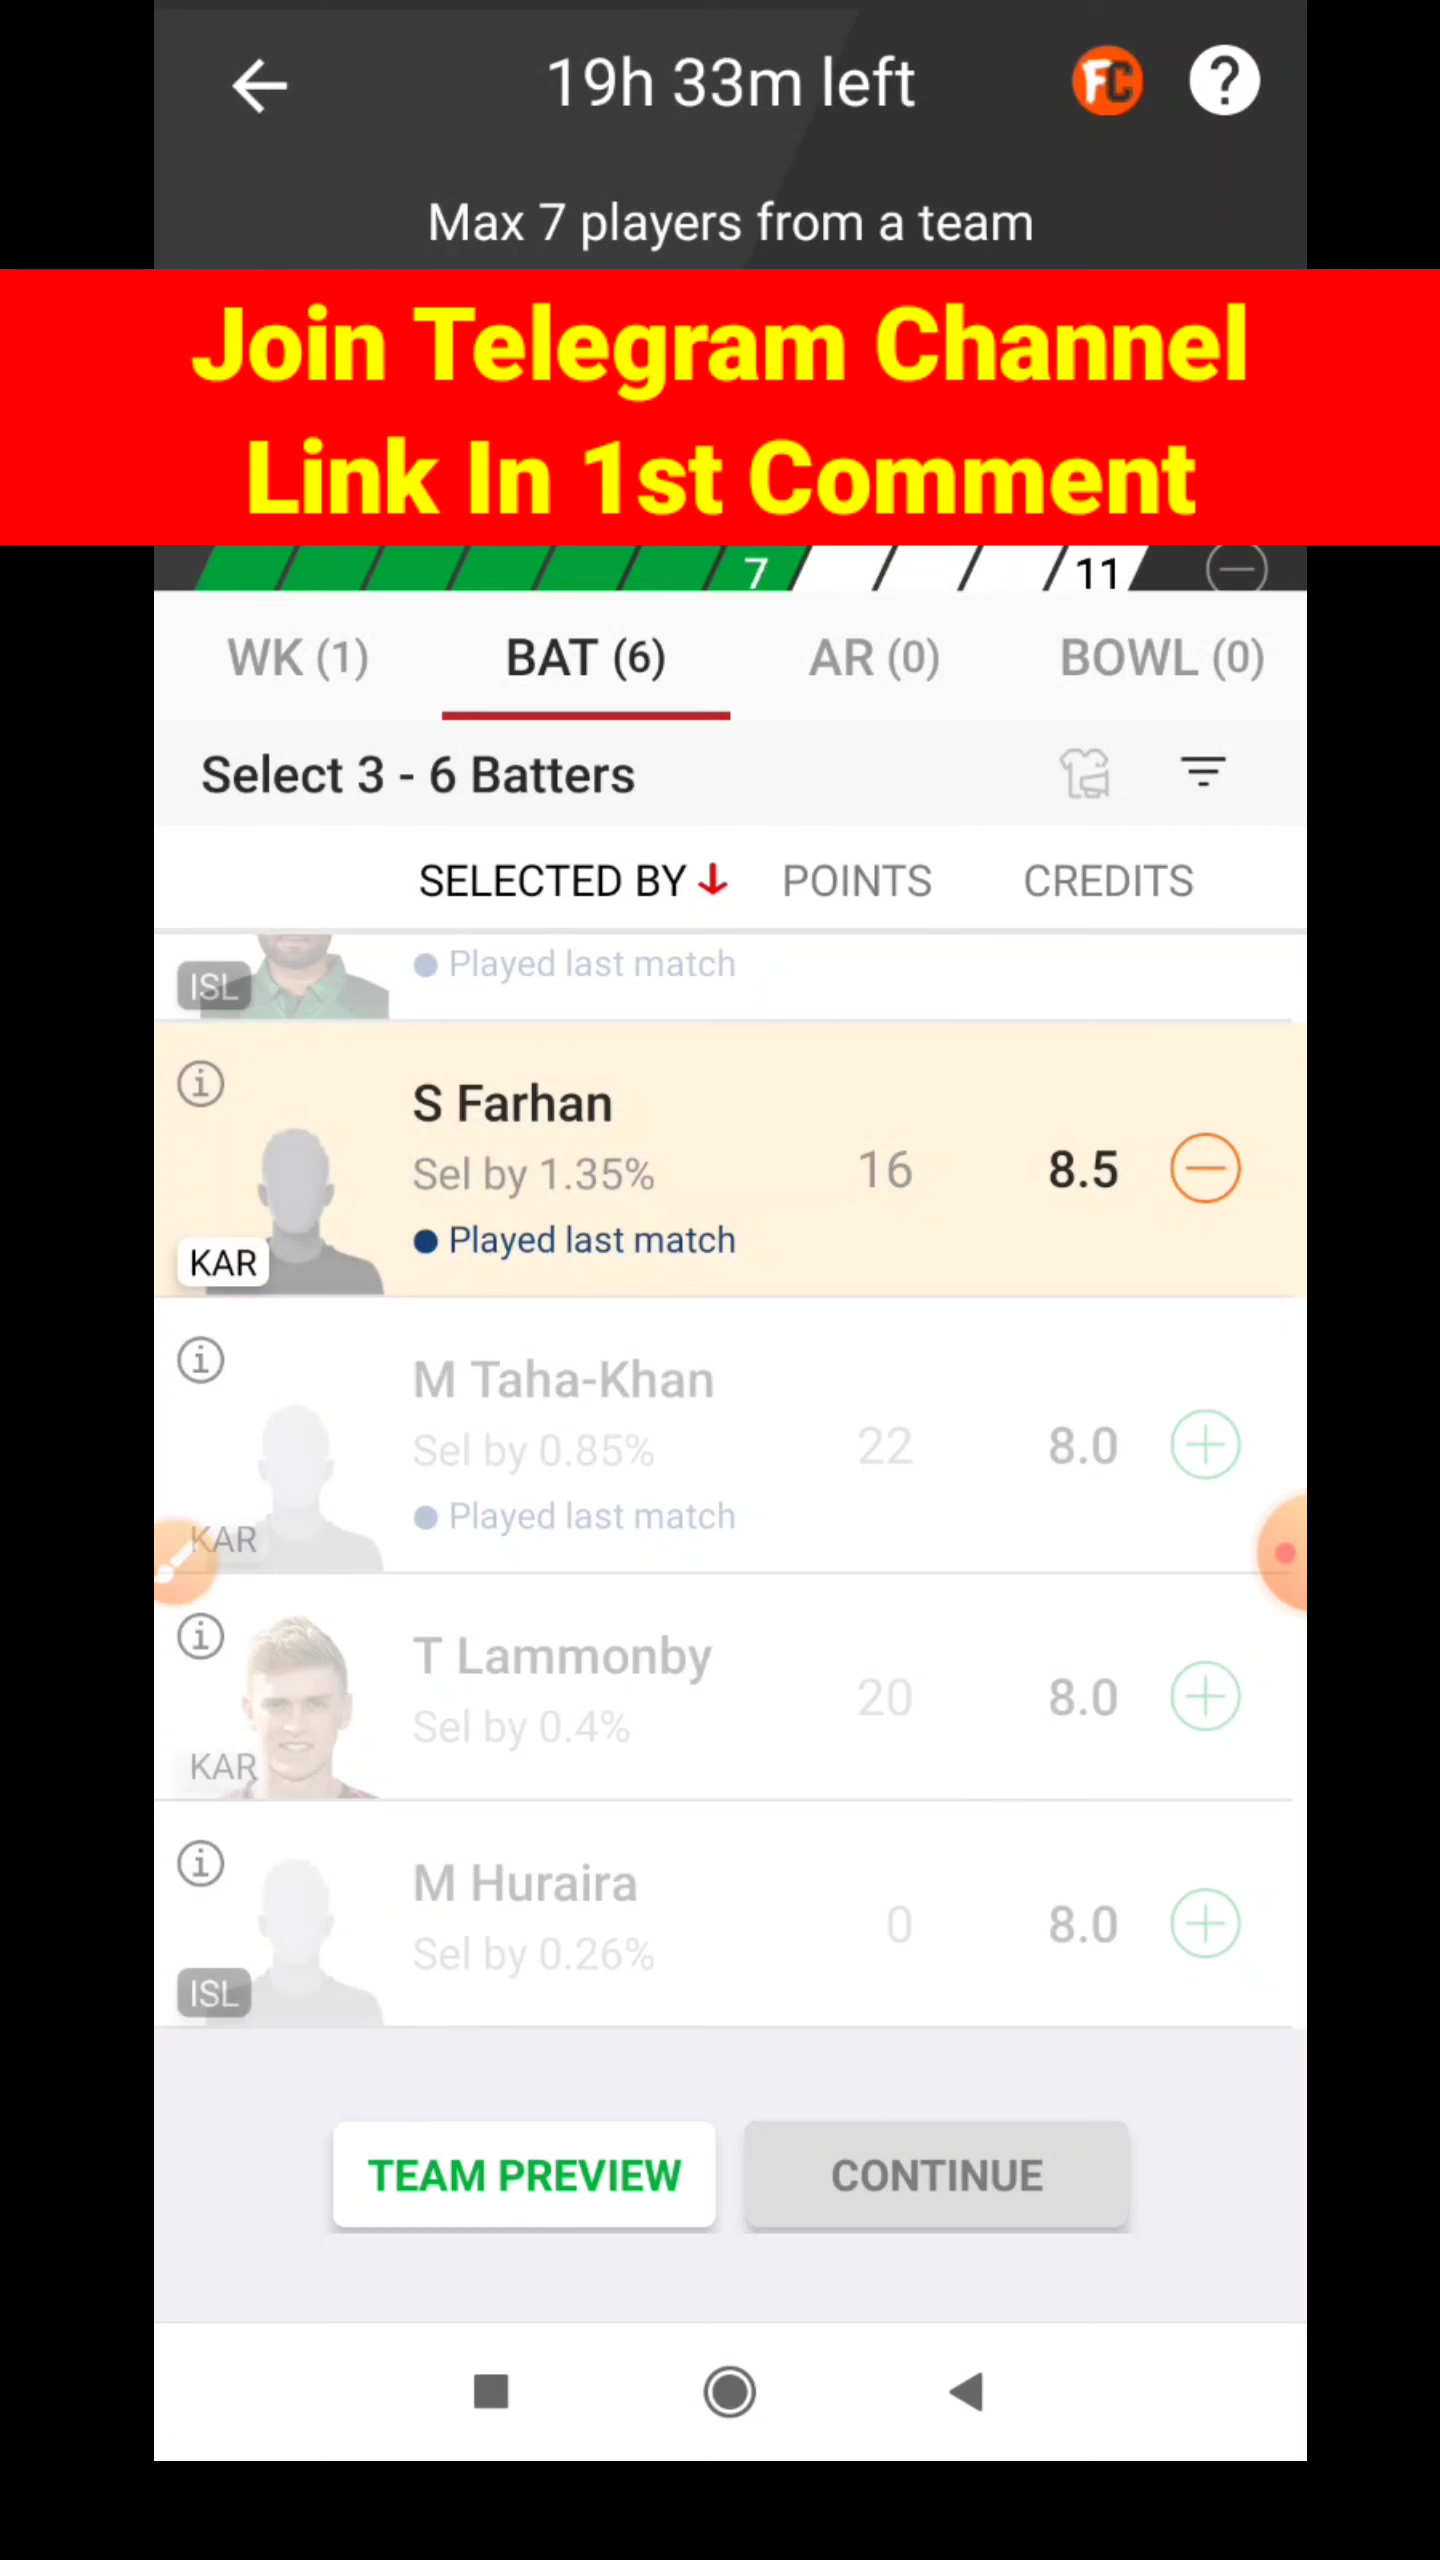 19h 33m left
FC
?
Max 7 players from a team
Join Telegram Channel
Link In 1st Comment
7
11
WK (1)
BAT (6)
AR (0)
BOWL (0)
Select 3 - 6 Batters
SELECTED BY
POINTS
CREDITS
ISL
Played last match
S Farhan
Sel by 1.35%
16
8.5
Played last match
KAR
M Taha-Khan
Sel by 0.85%
22
8.0
Played last match
KAR
T Lammonby
Sel by 0.4%
20
8.0
KAR
M Huraira
Sel by 0.26%
0
8.0
ISL
TEAM PREVIEW
CONTINUE